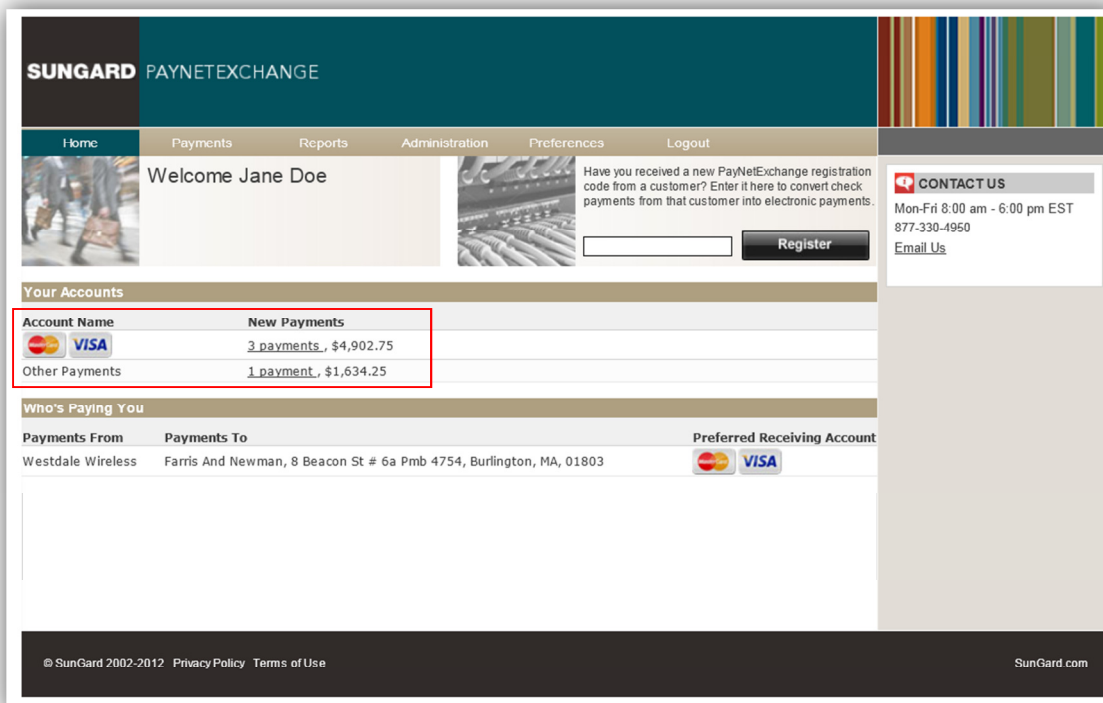 SUNGARD PAYNETEXCHANGE
Home Payments Reports Administration Preferences Logout
Welcome Jane Doe
Have you received a new PayNetExchange registration
code from a customer? Enter it here to convert check
payments from that customer into electronic payments.
Register
CONTACT US
Mon-Fri 8:00 am - 6:00 pm EST
877-330-4950
Email Us
Your Accounts
Account Name New Payments
MasterCard VISA 3 payments , $4,902.75
Other Payments 1 payment , $1,634.25
Who's Paying You
Payments From Payments To Preferred Receiving Account
Westdale Wireless Farris And Newman, 8 Beacon St # 6a Pmb 4754, Burlington, MA, 01803 MasterCard VISA
© SunGard 2002-2012 Privacy Policy Terms of Use SunGard.com